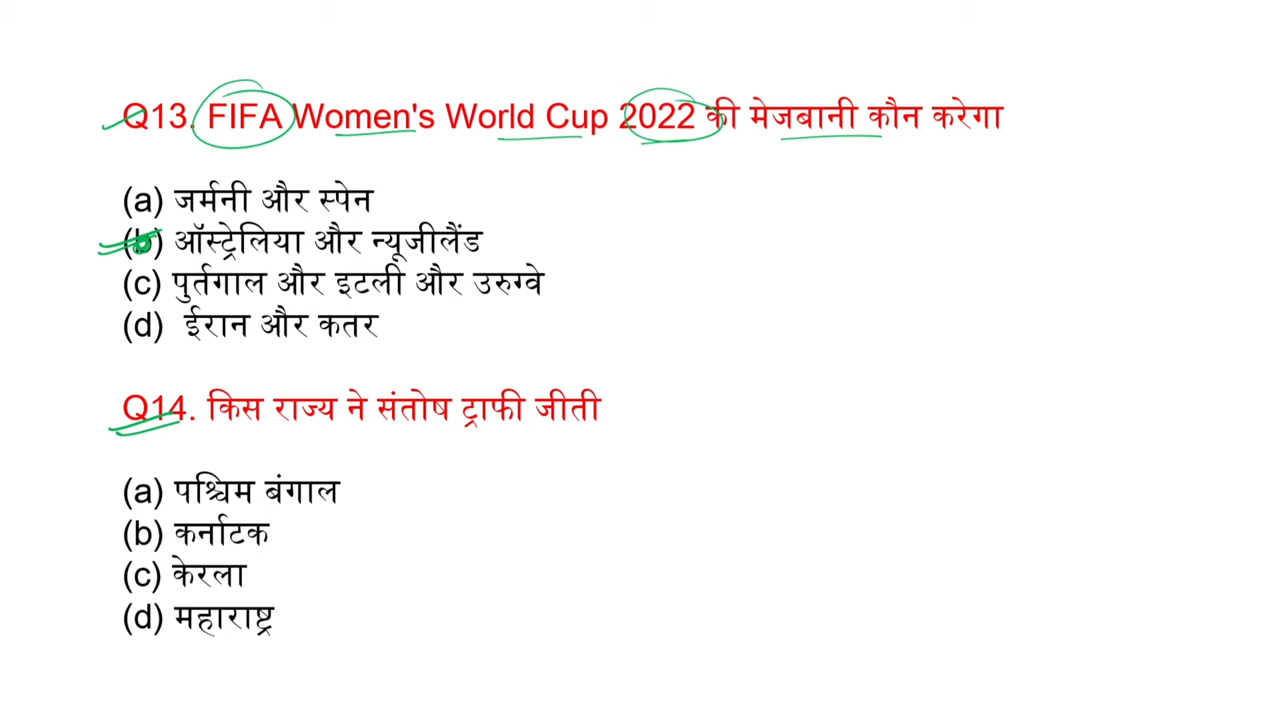 Q13. FIFA Women's World Cup 2022 की मेजबानी कौन करेगा
(a) जर्मनी और स्पेन
(b) ऑस्ट्रेलिया और न्यूजीलैंड
(c) पुर्तगाल और इटली और उरुग्वे
(d) ईरान और कतर
Q14. किस राज्य ने संतोष ट्राफी जीती
(a) पश्चिम बंगाल
(b) कर्नाटक
(c) केरला
(d) महाराष्ट्र